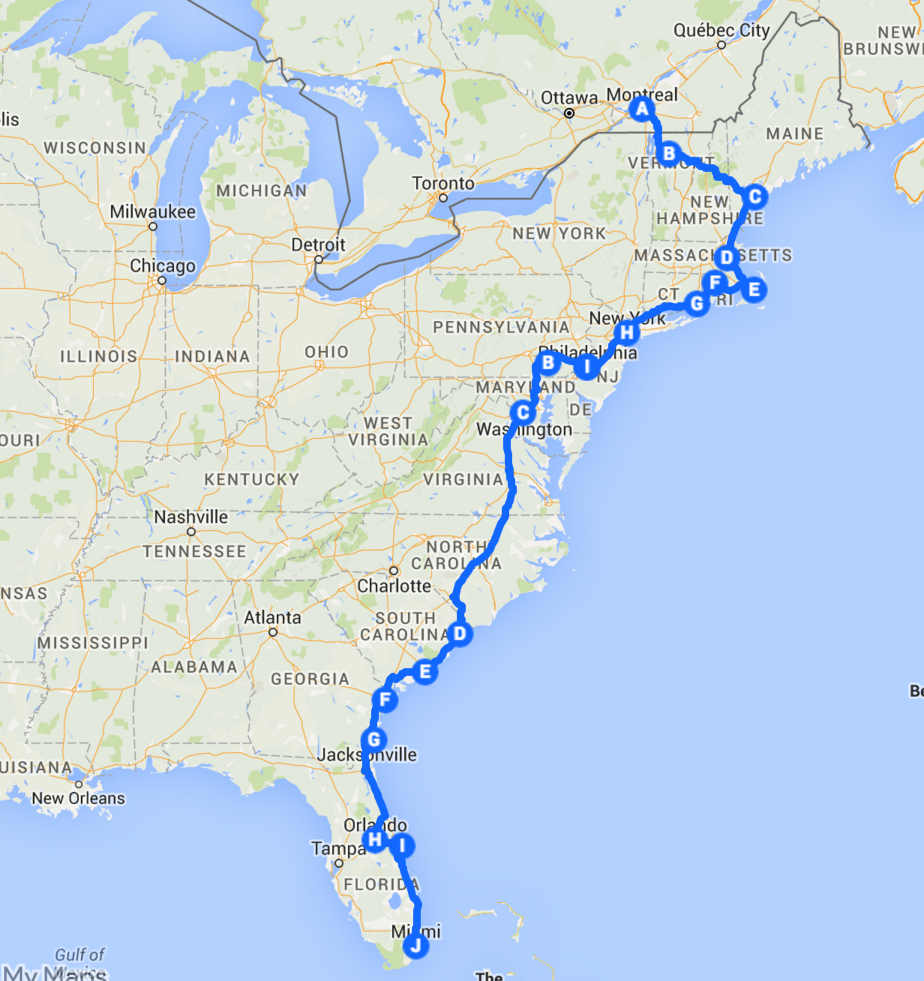 Québec City
NEW
BRUNSWI
Ottawa
Montreal
A
lis
MAINE
WISCONSIN
B
VERMONT
MICHIGAN
Toronto
C
NEW
HAMPSHIRE
Milwaukee
NEW YORK
Detroit
MASSACHUSETTS
D
Chicago
F
E
CT
RI
G
New York
PENNSYLVANIA
H
ILLINOIS
INDIANA
OHIO
Philadelphia
B
I
NJ
MARYLAND
C
DE
WEST
VIRGINIA
Washington
OURI
KENTUCKY
VIRGINIA
Nashville
TENNESSEE
NORTH
CAROLINA
Charlotte
NSAS
Atlanta
SOUTH
CAROLINA
D
MISSISSIPPI
ALABAMA
E
GEORGIA
F
Be
G
Jacksonville
UISIANA
New Orleans
Orlando
H
I
Tampa
FLORIDA
Miami
J
Gulf of
Mexico
My Maps
The